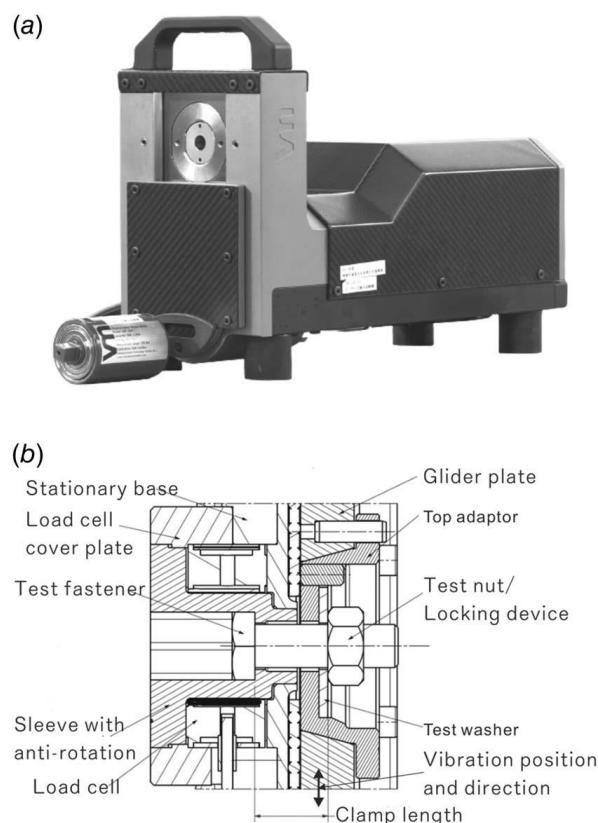 (a)
(b)
Stationary base
Load cell
cover plate
Test fastener
Sleeve with
anti-rotation
Load cell
Glider plate
Top adaptor
Test nut/
Locking device
Test washer
Vibration position
and direction
Clamp length